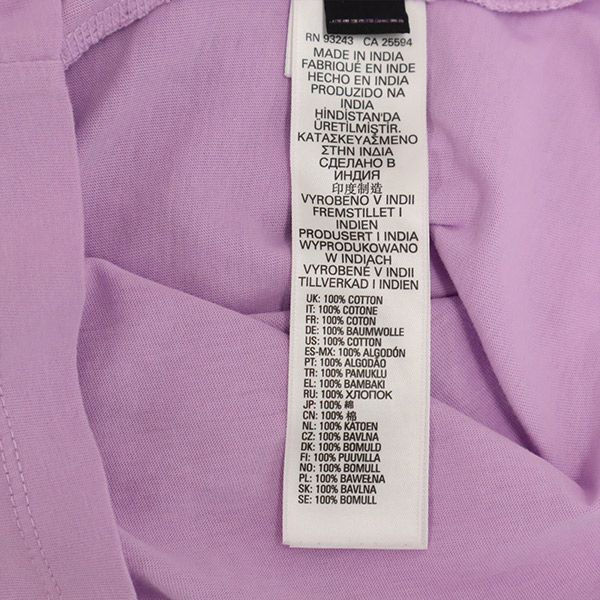 RN 93243 CA 25594
MADE IN INDIA
FABRIQUÉ EN INDE
HECHO EN INDIA
PRODUZIDO NA
INDIA
HİNDİSTAN'DA
ÜRETİLMİŞTİR.
ΚΑΤΑΣΚΕΥΑΣΜΕΝΟ
ΣΤΗΝ ΙΝΔΙΑ
СДЕЛАНО В
ИНДИЯ
印度制造
VYROBENO V INDII
FREMSTILLET I
INDIEN
PRODUSERT I INDIA
WYPRODUKOWANO
W INDIACH
VYROBENÉ V INDII
TILLVERKAD I INDIEN
UK: 100% COTTON
IT: 100% COTONE
FR: 100% COTON
DE: 100% BAUMWOLLE
US: 100% COTTON
ES-MX: 100% ALGODÓN
PT: 100% ALGODÃO
TR: 100% PAMUKLU
EL: 100% BAMBAKI
RU: 100% ХЛОПОК
JP: 100% 綿
CN: 100% 棉
NL: 100% KATOEN
CZ: 100% BAVLNA
DK: 100% BOMULD
FI: 100% PUUVILLA
NO: 100% BOMULL
PL: 100% BAWEŁNA
SK: 100% BAVLNA
SE: 100% BOMULL